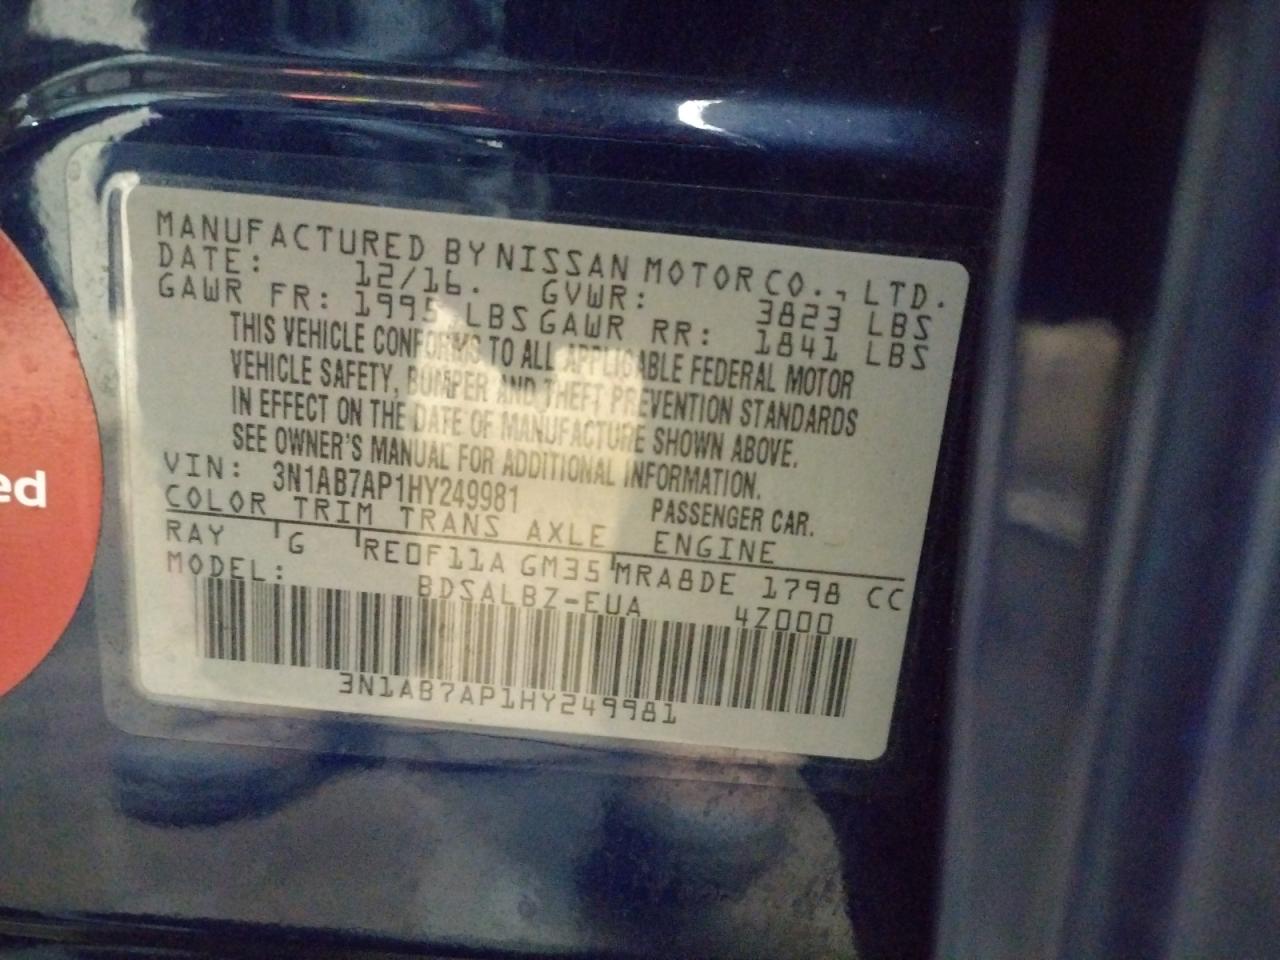 MANUFACTURED BY NISSAN MOTOR CO., LTD.
DATE: 12/16. GVWR: 3823 LBS
GAWR FR: 1995 LBS GAWR RR: 1841 LBS
THIS VEHICLE CONFORMS TO ALL APPLICABLE FEDERAL MOTOR
VEHICLE SAFETY, BUMPER AND THEFT PREVENTION STANDARDS
IN EFFECT ON THE DATE OF MANUFACTURE SHOWN ABOVE.
SEE OWNER'S MANUAL FOR ADDITIONAL INFORMATION.
VIN: 3N1AB7AP1HY249981 PASSENGER CAR.
COLOR TRIM TRANS AXLE ENGINE
RAY G RE0F11A GM35 MRA8DE 1798 CC
MODEL: BDSALBZ-EUA 4Z000
3N1AB7AP1HY249981
ed